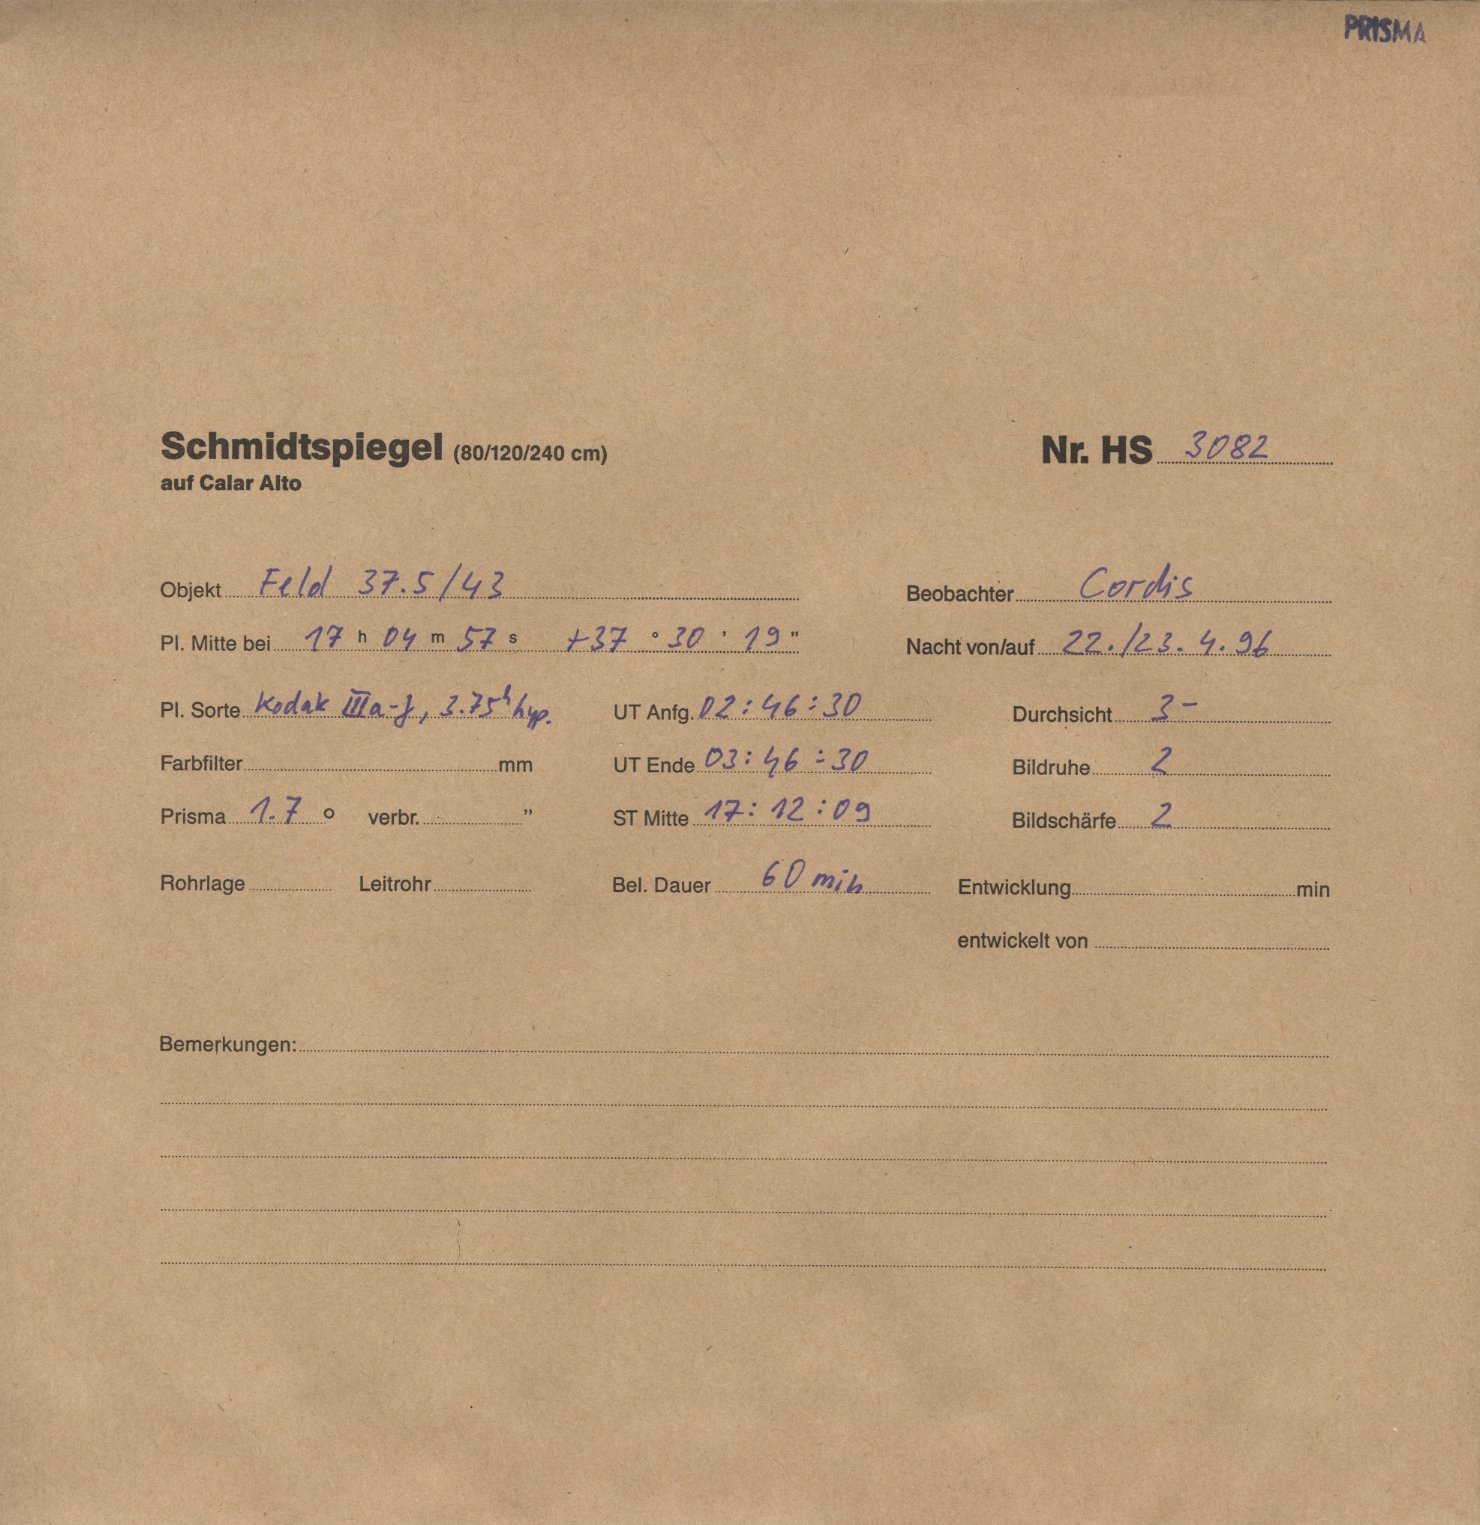 PRISMA
Schmidtspiegel (80/120/240 cm) Nr. HS 3082
auf Calar Alto
Objekt Feld 37.5/43 Beobachter Cordis
Pl. Mitte bei 17 h 04 m 57 s +37 ° 30 ' 19 " Nacht von/auf 22./23. 4. 96
Pl. Sorte Kodak IIIa-J, 3.75h hyp. UT Anfg. 02:46:30 Durchsicht 3-
Farbfilter mm UT Ende 03:46:30 Bildruhe 2
Prisma 1.7 ° verbr. " ST Mitte 17:12:09 Bildschärfe 2
Rohrlage Leitrohr Bel. Dauer 60 min Entwicklung min
entwickelt von
Bemerkungen: